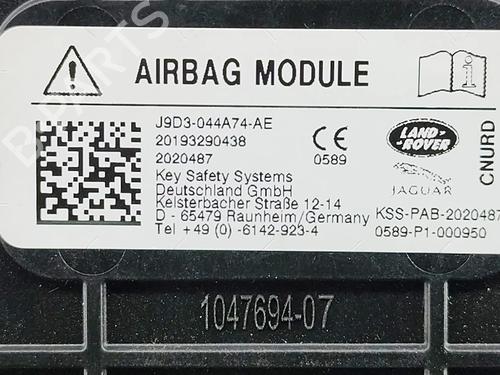 AIRBAG MODULE
J9D3-044A74-AE
20193290438
2020487
Key Safety Systems
Deutschland GmbH
Kelsterbacher Straße 12-14
D - 65479 Raunheim/Germany
Tel +49 (0) -6142-923-4
CE
0589
LAND-
ROVER
JAGUAR
CNURD
KSS-PAB-2020487
0589-P1-000950
1047694-07
B-PARTS